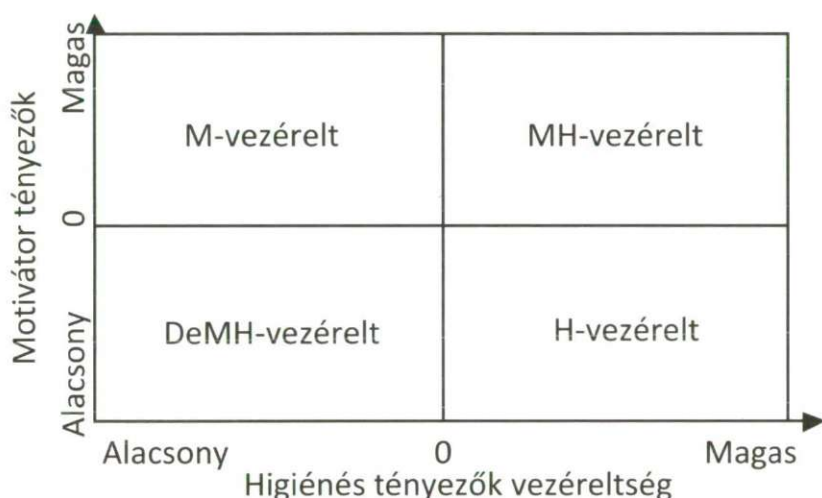 Motivátor tényezők
Magas
0
Alacsony
M-vezérelt
MH-vezérelt
DeMH-vezérelt
H-vezérelt
Alacsony
0
Magas
Higiénés tényezők vezéreltség